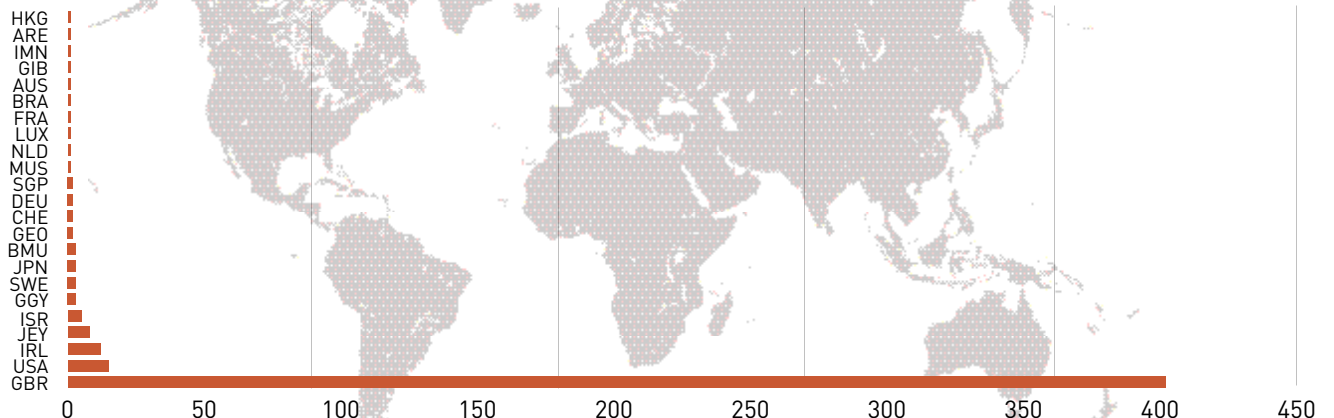 HKG
ARE
IMN
GIB
AUS
BRA
FRA
LUX
NLD
MUS
SGP
DEU
CHE
GEO
BMU
JPN
SWE
GGY
ISR
JEY
IRL
USA
GBR
0 50 100 150 200 250 300 350 400 450